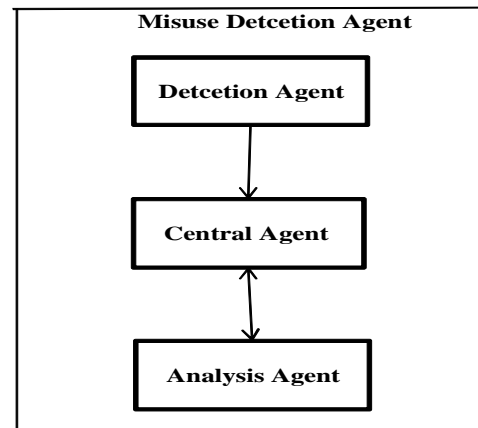 Misuse Detcetion Agent
Detcetion Agent
Central Agent
Analysis Agent